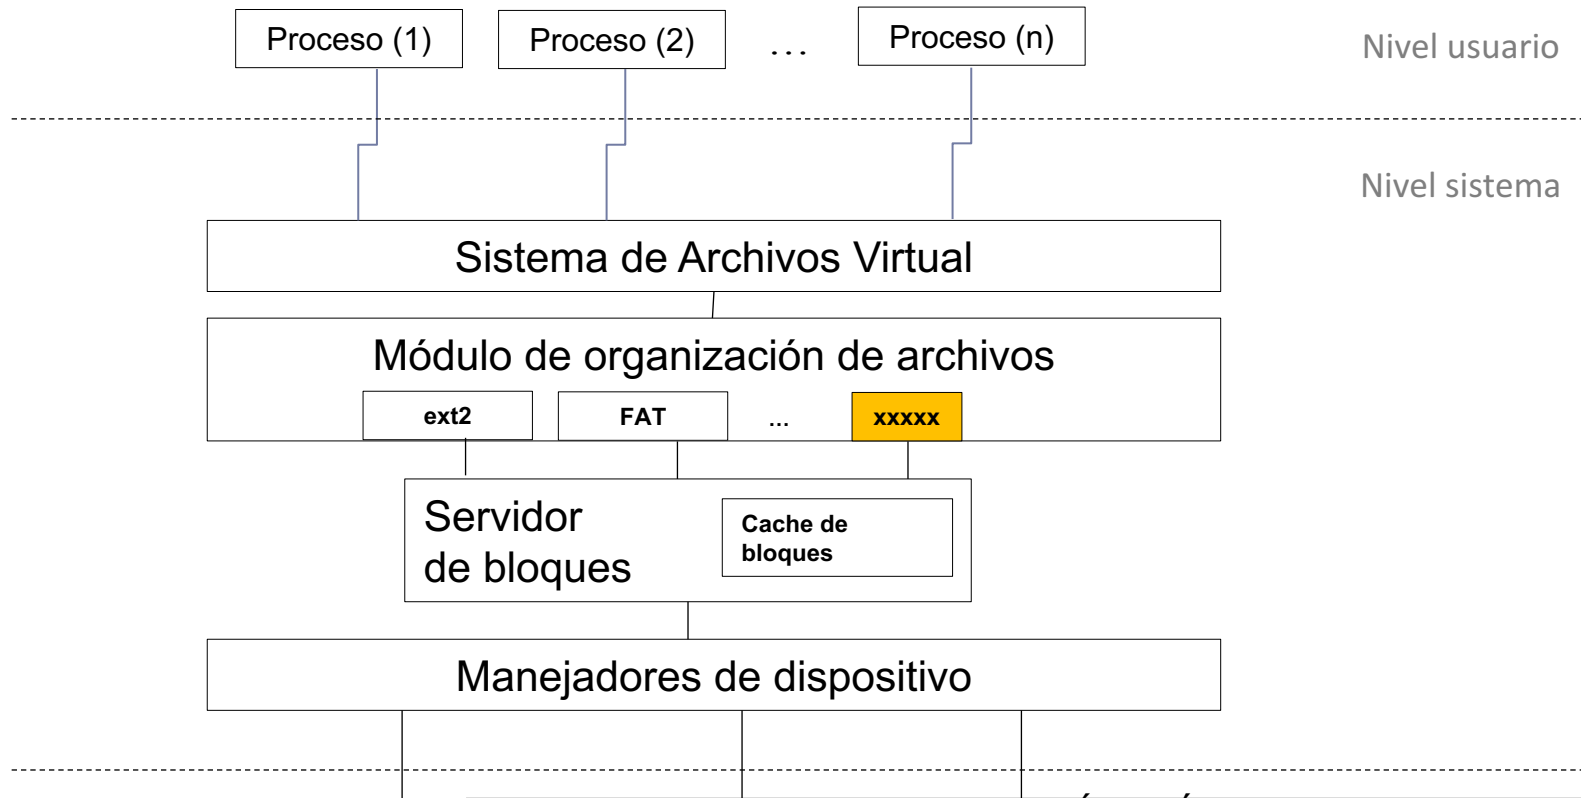 Proceso (1)
Proceso (2)
...
Proceso (n)
Nivel usuario
Nivel sistema
Sistema de Archivos Virtual
Módulo de organización de archivos
ext2
FAT
...
xxxxx
Servidor
de bloques
Cache de
bloques
Manejadores de dispositivo